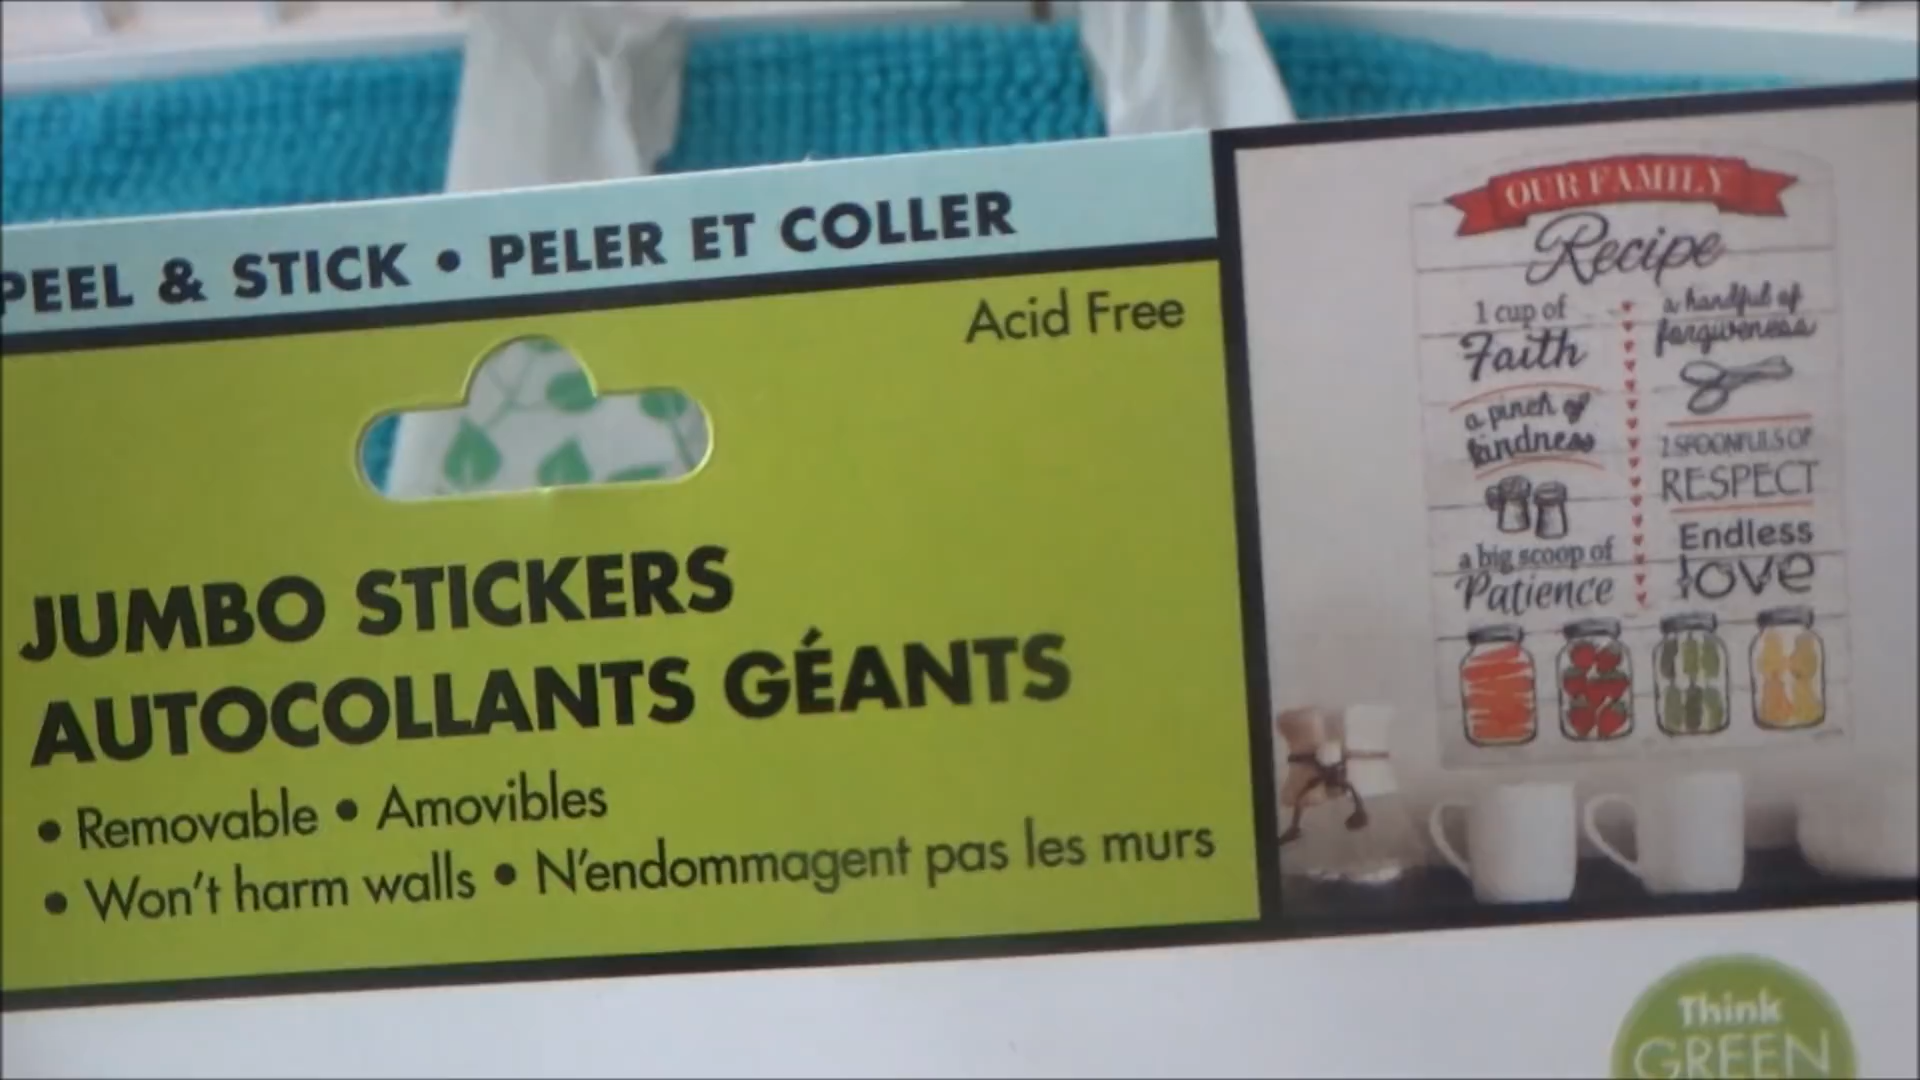 PEEL & STICK • PELER ET COLLER
Acid Free
JUMBO STICKERS
AUTOCOLLANTS GÉANTS
• Removable • Amovibles
• Won't harm walls • N'endommagent pas les murs
OUR FAMILY
Recipe
1 cup of
Faith
a pinch of
kindness
a big scoop of
Patience
a handful of
forgiveness
SPOONFULS OF
RESPECT
Endless
love
Think
GREEN